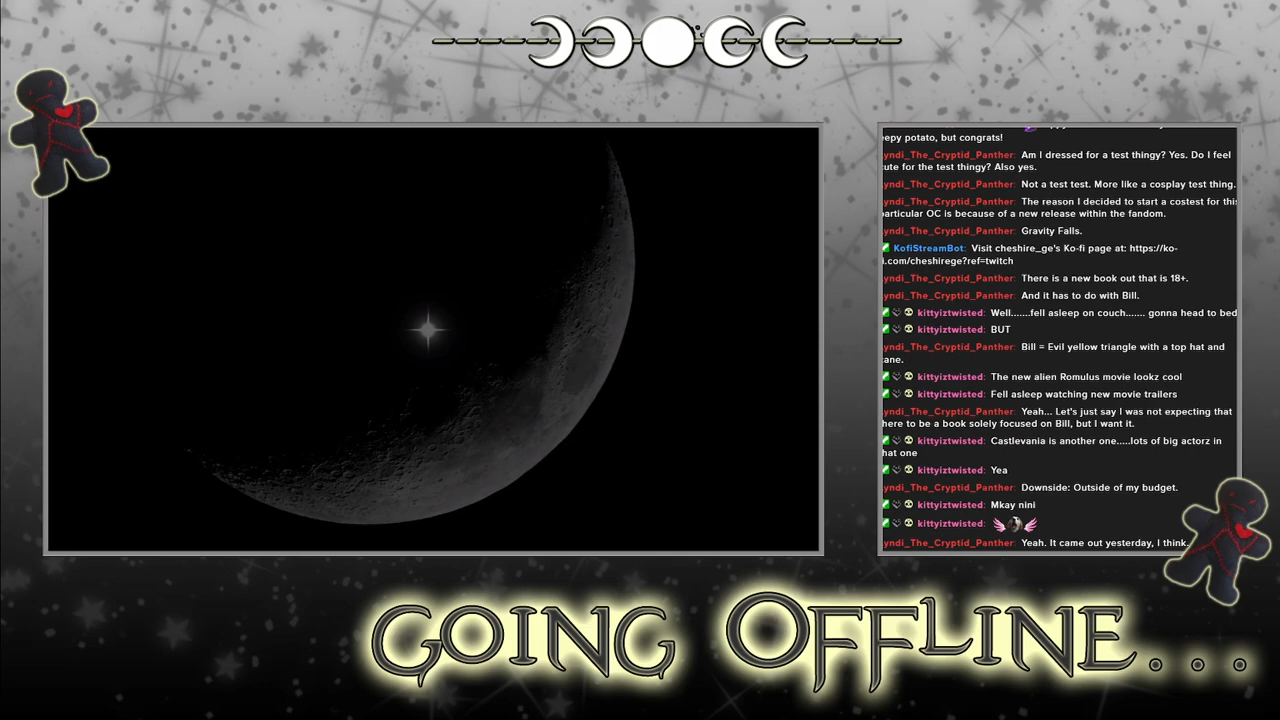 eepy potato, but congrats!
yndi_The_Cryptid_Panther: Am I dressed for a test thingy? Yes. Do I feel
ute for the test thingy? Also yes.
yndi_The_Cryptid_Panther: Not a test test. More like a cosplay test thing.
yndi_The_Cryptid_Panther: The reason I decided to start a costest for this
articular OC is because of a new release within the fandom.
yndi_The_Cryptid_Panther: Gravity Falls.
KofiStreamBot: Visit cheshire_ge's Ko-fi page at: https://ko-
i.com/cheshirege?ref=twitch
yndi_The_Cryptid_Panther: There is a new book out that is 18+.
yndi_The_Cryptid_Panther: And it has to do with Bill.
kittyiztwisted: Well.......fell asleep on couch....... gonna head to bed
kittyiztwisted: BUT
yndi_The_Cryptid_Panther: Bill = Evil yellow triangle with a top hat and
ane.
kittyiztwisted: The new alien Romulus movie lookz cool
kittyiztwisted: Fell asleep watching new movie trailers
yndi_The_Cryptid_Panther: Yeah... Let's just say I was not expecting that
here to be a book solely focused on Bill, but I want it.
kittyiztwisted: Castlevania is another one.....lots of big actorz in
hat one
kittyiztwisted: Yea
yndi_The_Cryptid_Panther: Downside: Outside of my budget.
kittyiztwisted: Mkay nini
kittyiztwisted:
yndi_The_Cryptid_Panther: Yeah. It came out yesterday, I think.
Going Offline...